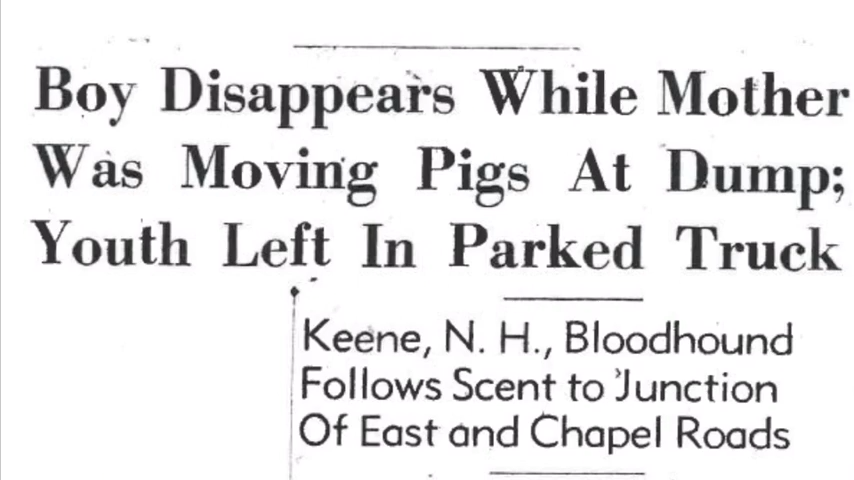 Boy Disappears While Mother
Was Moving Pigs At Dump;
Youth Left In Parked Truck
Keene, N. H., Bloodhound
Follows Scent to Junction
Of East and Chapel Roads